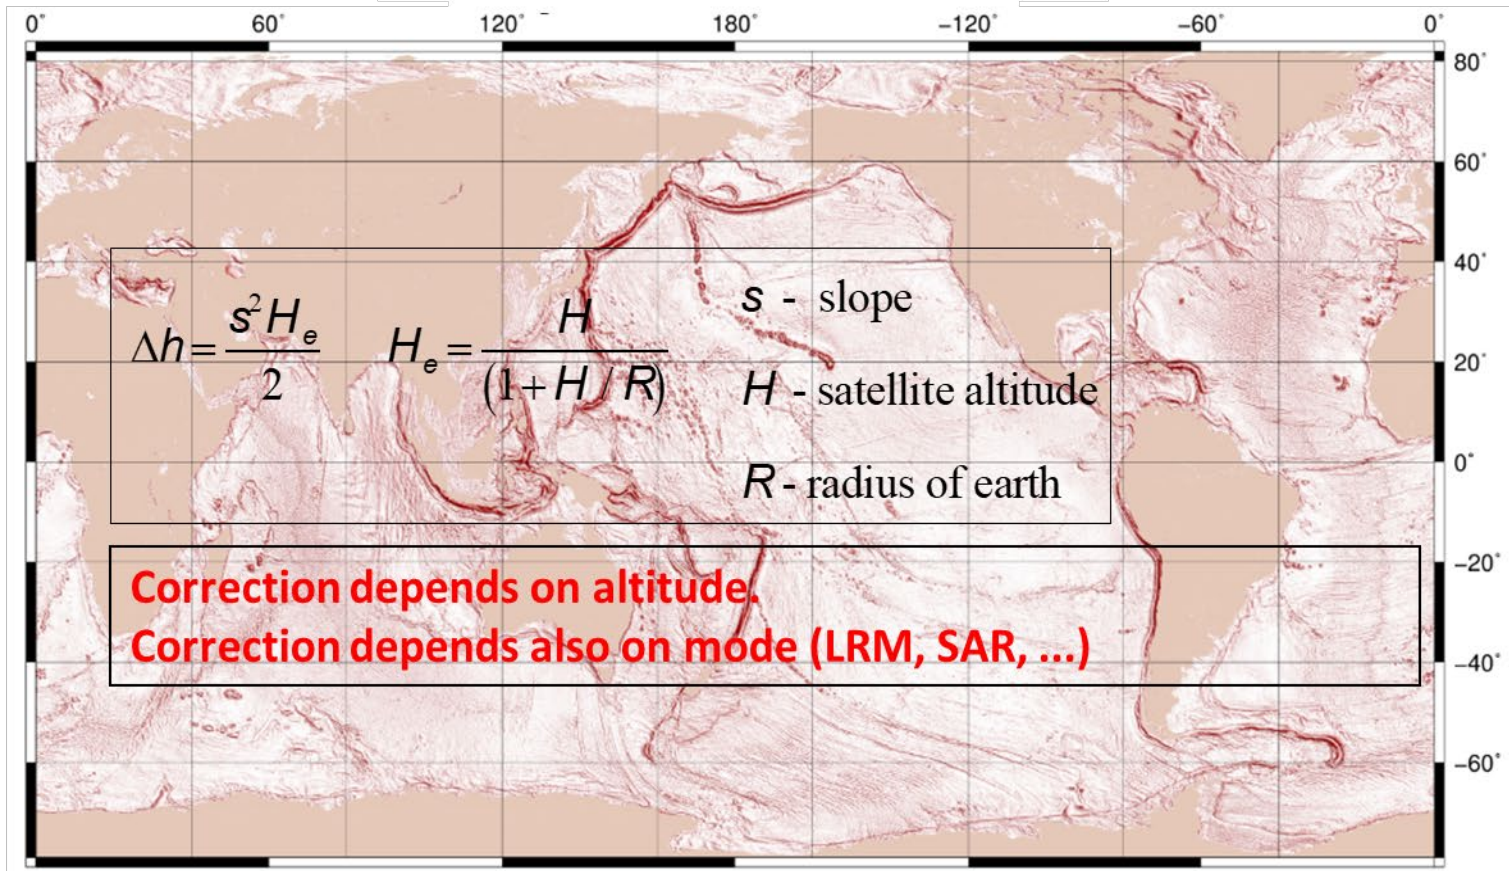 0° 60° 120° 180° −120° −60° 0°
80°
60°
40°
20°
0°
−20°
−40°
−60°
Δh = s²Hₑ / 2 Hₑ = H / (1 + H / R)
s - slope
H - satellite altitude
R - radius of earth
Correction depends on altitude.
Correction depends also on mode (LRM, SAR, ...)